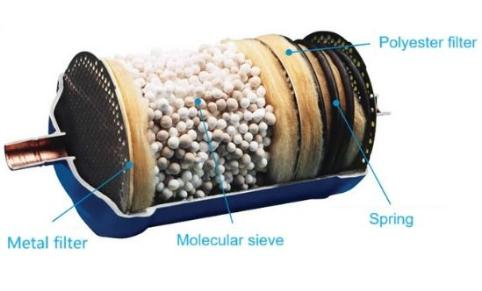 Polyester filter
Spring
Molecular sieve
Metal filter